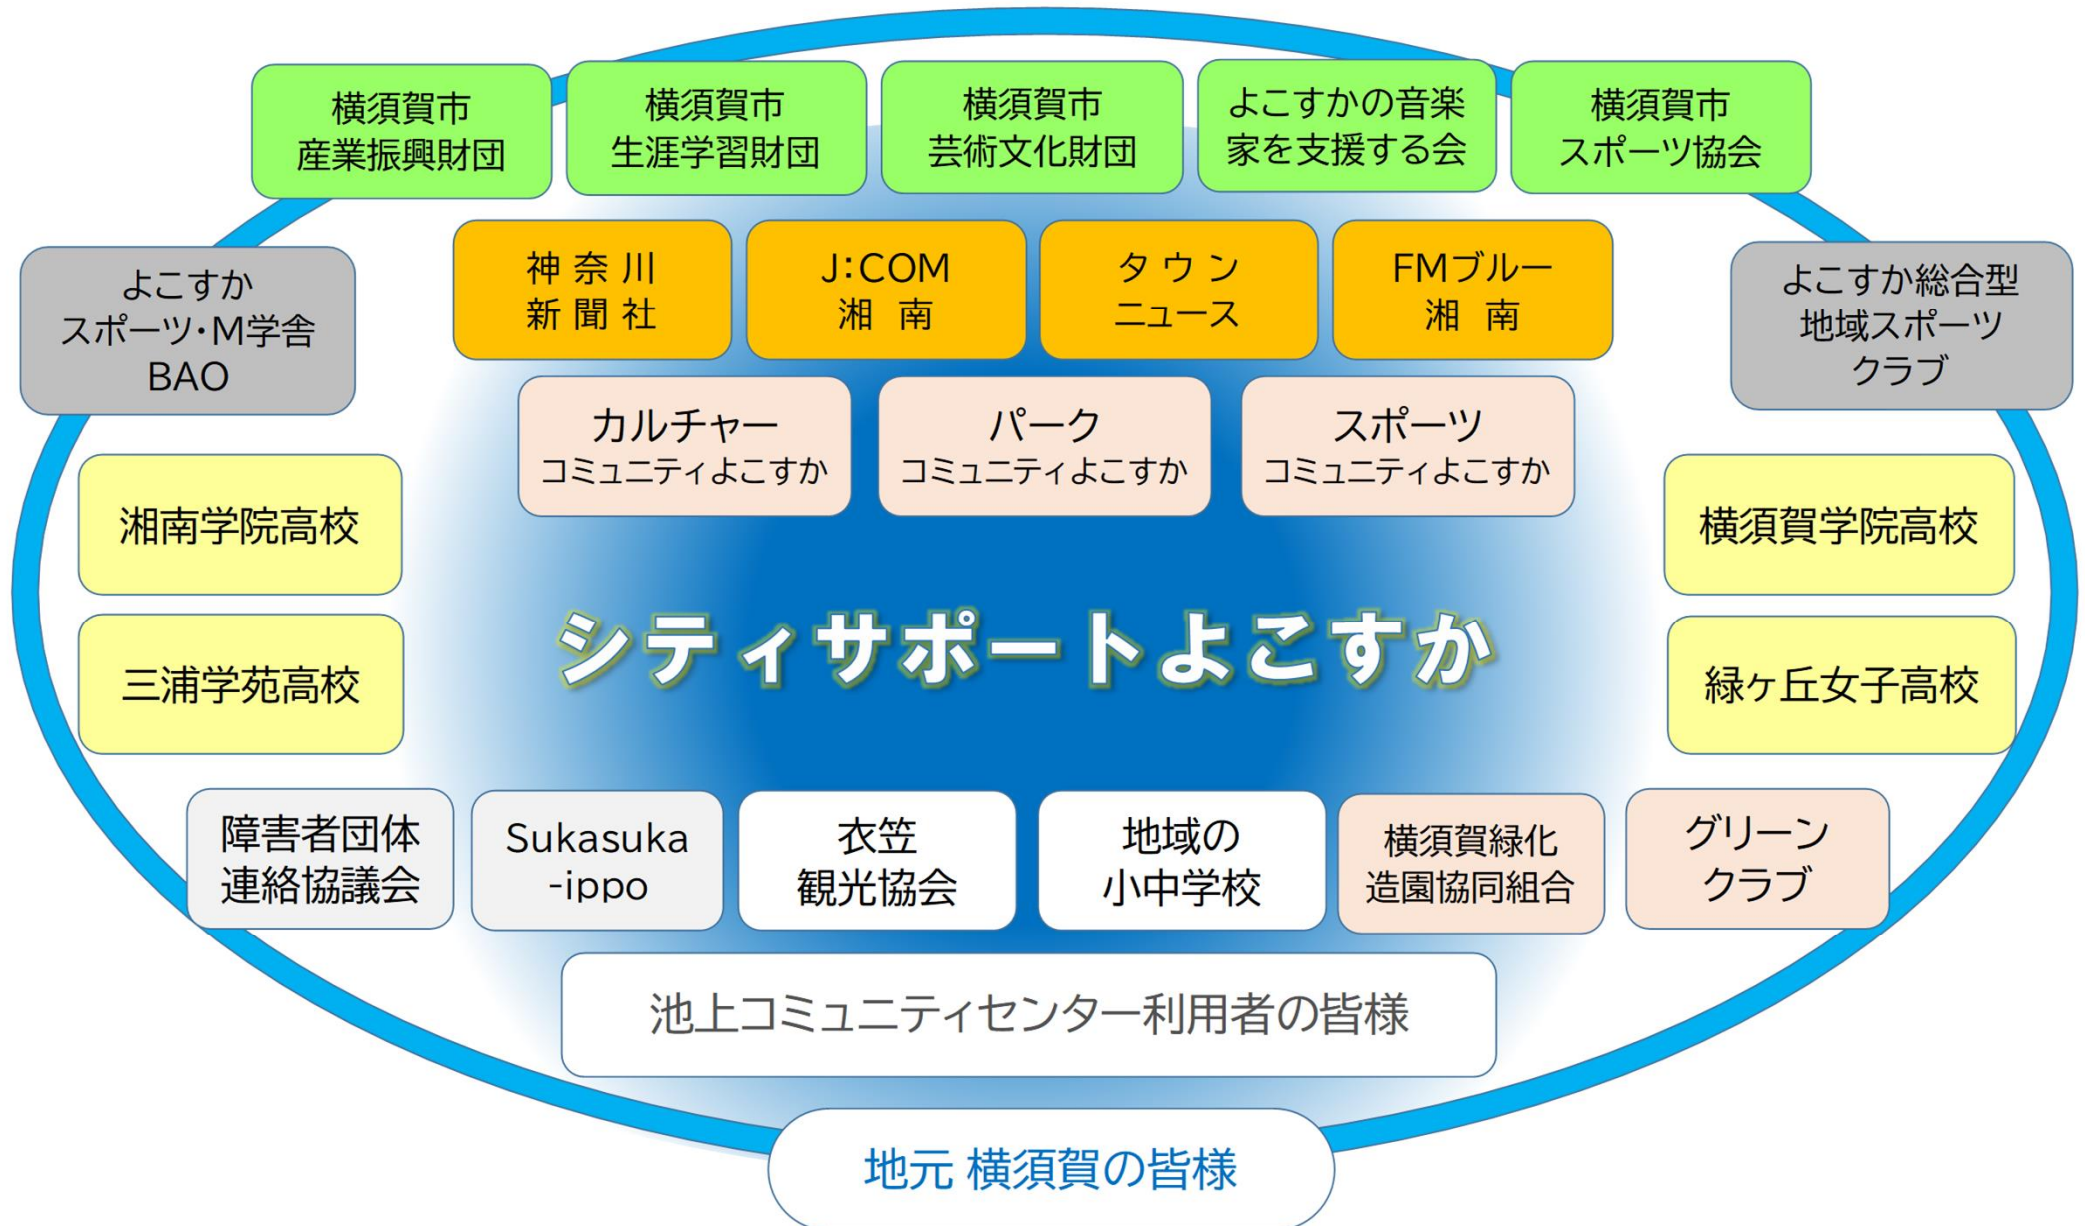 横須賀市
産業振興財団
横須賀市
生涯学習財団
横須賀市
芸術文化財団
よこすかの音楽
家を支援する会
横須賀市
スポーツ協会
よこすか
スポーツ・M学舎
BAO
神 奈 川
新 聞 社
J:COM
湘 南
タ ウ ン
ニュース
FMブルー
湘 南
よこすか総合型
地域スポーツ
クラブ
カルチャー
コミュニティよこすか
パーク
コミュニティよこすか
スポーツ
コミュニティよこすか
湘南学院高校
横須賀学院高校
シティサポートよこすか
三浦学苑高校
緑ヶ丘女子高校
障害者団体
連絡協議会
Sukasuka
-ippo
衣笠
観光協会
地域の
小中学校
横須賀緑化
造園協同組合
グリーン
クラブ
池上コミュニティセンター利用者の皆様
地元 横須賀の皆様